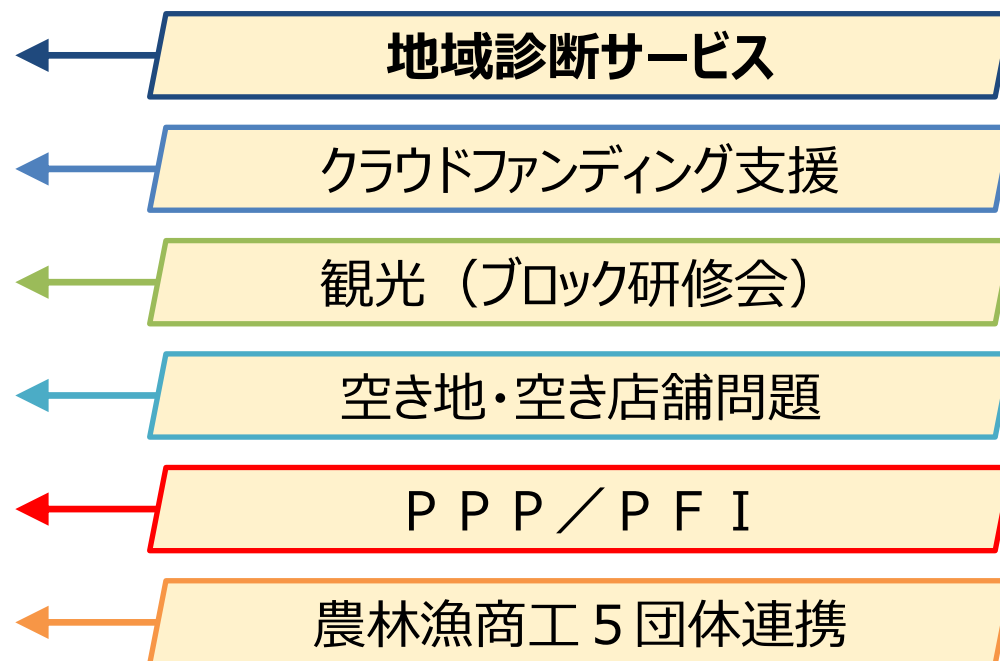 地域診断サービス
クラウドファンディング支援
観光（ブロック研修会）
空き地・空き店舗問題
ＰＰＰ／ＰＦＩ
農林漁商工５団体連携